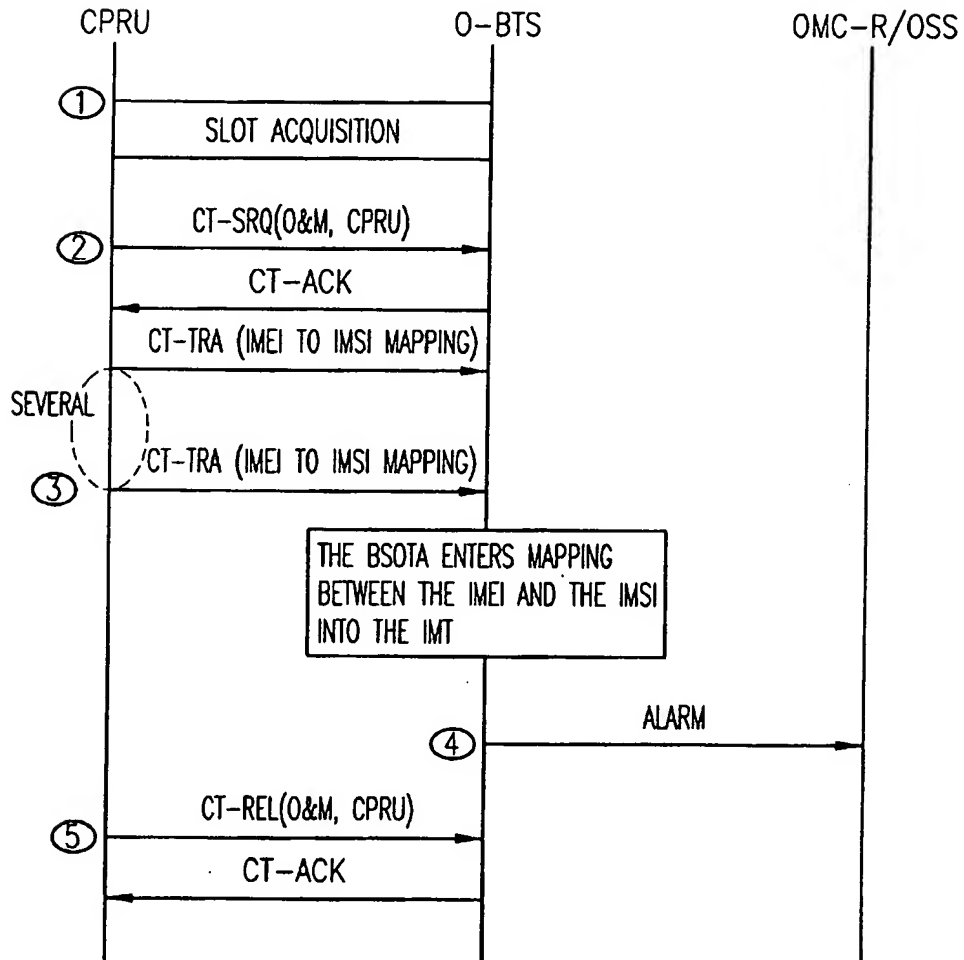 CPRU O-BTS OMC-R/OSS
1
SLOT ACQUISITION
CT-SRQ(O&M, CPRU)
2
CT-ACK
CT-TRA (IMEI TO IMSI MAPPING)
SEVERAL
CT-TRA (IMEI TO IMSI MAPPING)
3
THE BSOTA ENTERS MAPPING
BETWEEN THE IMEI AND THE IMSI
INTO THE IMT
ALARM
4
CT-REL(O&M, CPRU)
5
CT-ACK